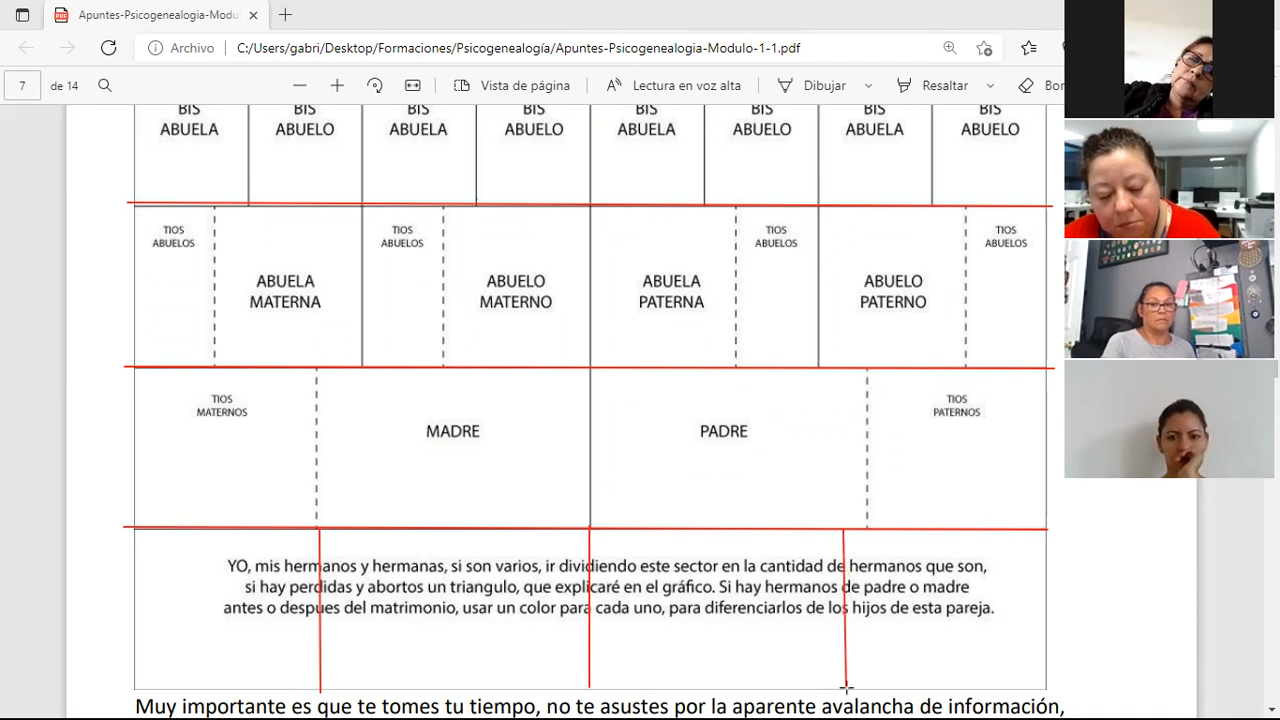 Apuntes-Psicogenealogia-Modu
Archivo
C:/Users/gabri/Desktop/Formaciones/Psicogenealogía/Apuntes-Psicogenealogia-Modulo-1-1.pdf
7
de 14
Vista de página
Lectura en voz alta
Dibujar
Resaltar
Bor
BIS
ABUELA
BIS
ABUELO
BIS
ABUELA
BIS
ABUELO
BIS
ABUELA
BIS
ABUELO
BIS
ABUELA
BIS
ABUELO
TIOS
ABUELOS
ABUELA
MATERNA
TIOS
ABUELOS
ABUELO
MATERNO
ABUELA
PATERNA
TIOS
ABUELOS
ABUELO
PATERNO
TIOS
ABUELOS
TIOS
MATERNOS
MADRE
PADRE
TIOS
PATERNOS
YO, mis hermanos y hermanas, si son varios, ir dividiendo este sector en la cantidad de hermanos que son,
si hay perdidas y abortos un triangulo, que explicaré en el gráfico. Si hay hermanos de padre o madre
antes o despues del matrimonio, usar un color para cada uno, para diferenciarlos de los hijos de esta pareja.
Muy importante es que te tomes tu tiempo, no te asustes por la aparente avalancha de información,